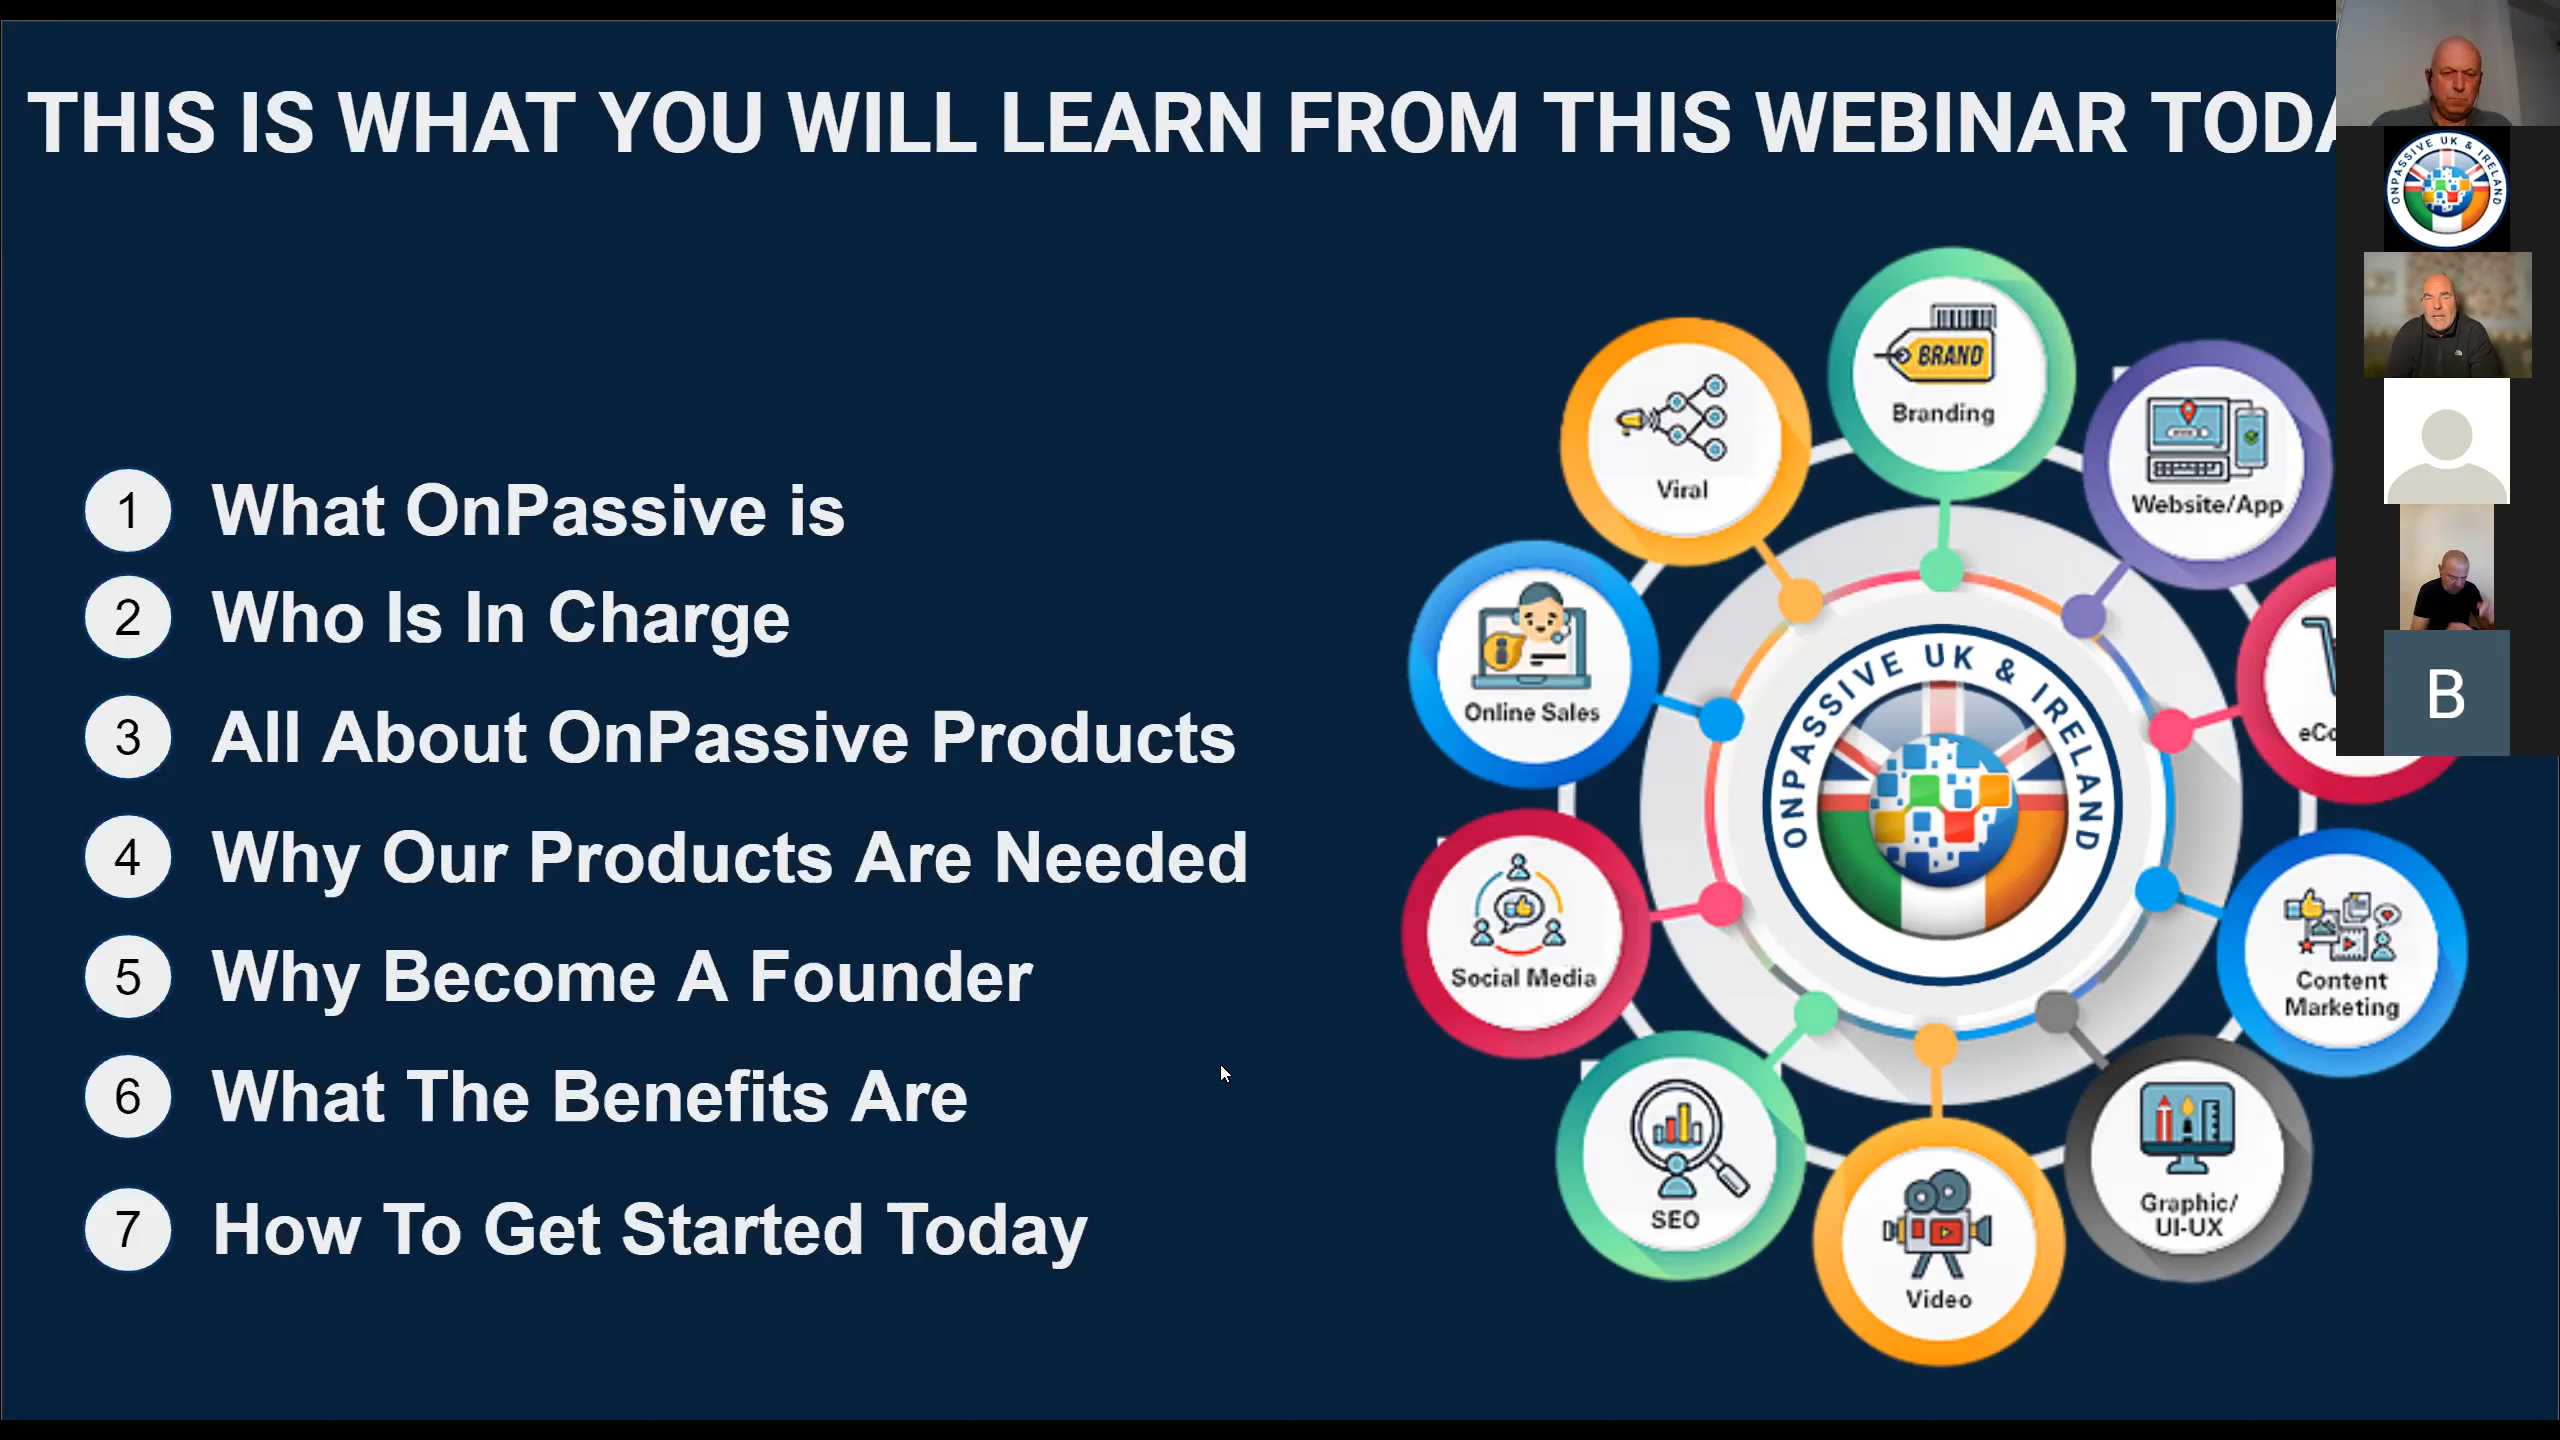 THIS IS WHAT YOU WILL LEARN FROM THIS WEBINAR
ONPASSIVE UK & IRELAND
1 What OnPassive is
2 Who Is In Charge
3 All About OnPassive Products
4 Why Our Products Are Needed
5 Why Become A Founder
6 What The Benefits Are
7 How To Get Started Today
BRAND
Branding
Viral
Website/App
Online Sales
Social Media
Content
Marketing
SEO
Graphic/
UI-UX
Video
ONPASSIVE UK & IRELAND
B